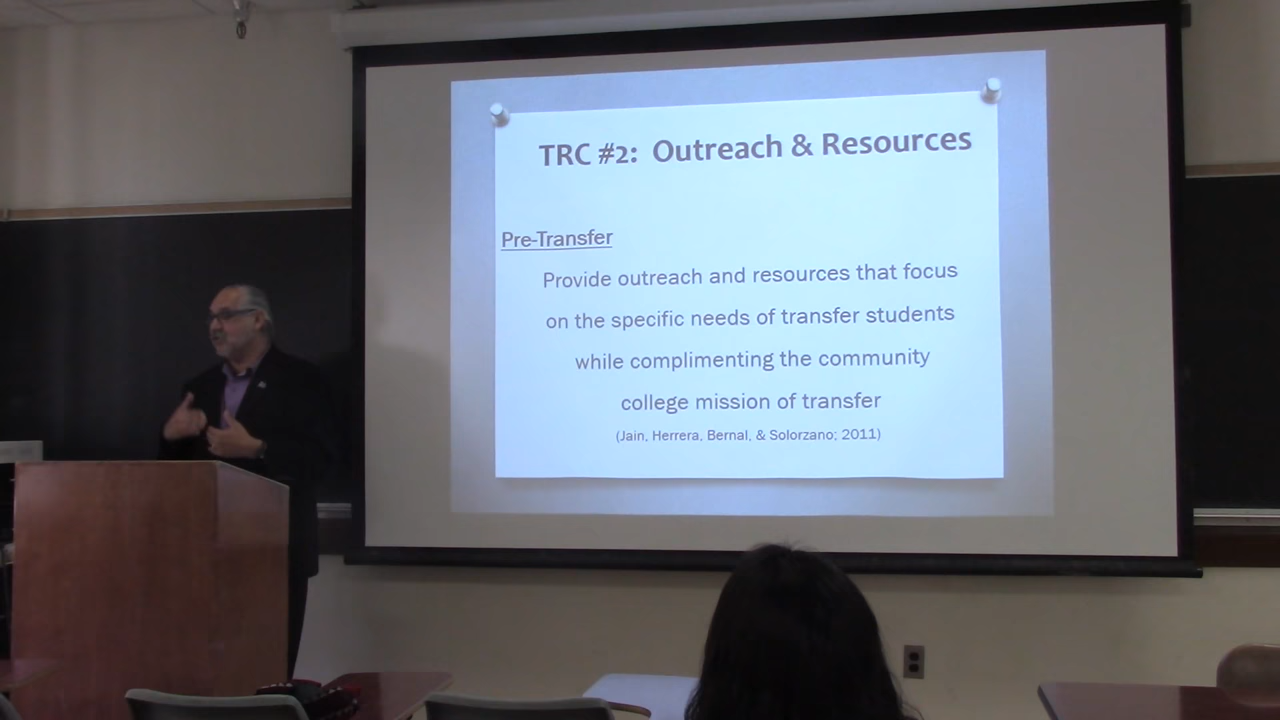 TRC #2: Outreach & Resources
Pre-Transfer
Provide outreach and resources that focus
on the specific needs of transfer students
while complimenting the community
college mission of transfer
(Jain, Herrera, Bernal, & Solorzano; 2011)